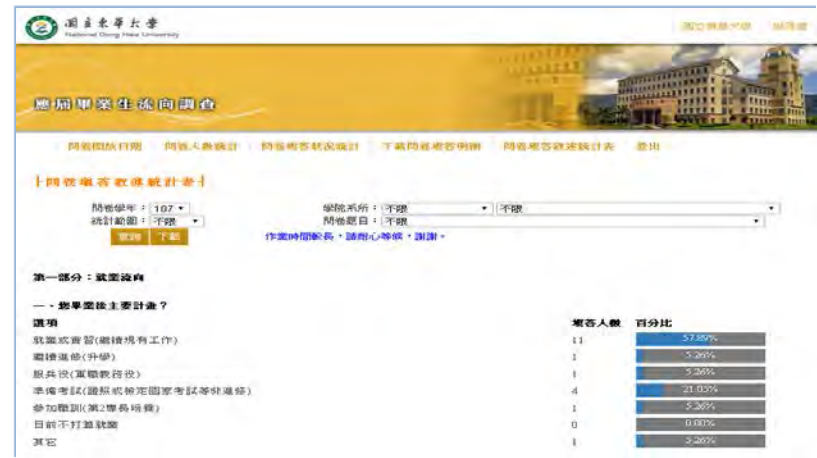 國立東華大學
National Dong Hwa University
應屆畢業生流向調查
問卷開放日期 問卷人數統計 問卷填答狀況統計 下載問卷填答明細 問卷填答敘述統計表 登出
┤問卷填答敘述統計表├
問卷學年： 107 學院系所： 不限 不限
統計範圍： 不限 問卷題目： 不限
查詢 下載 作業時間較長，請耐心等候，謝謝。
第一部分：就業流向
一、您畢業後主要計畫？
選項 填答人數 百分比
就業或實習(繼續現有工作) 11 57.89%
繼續進修(升學) 1 5.26%
服兵役(軍職教召役) 1 5.26%
準備考試(證照或檢定國家考試等非進修) 4 21.05%
參加職訓(第2專長培養) 1 5.26%
目前不打算就業 0 0.00%
其它 1 5.26%